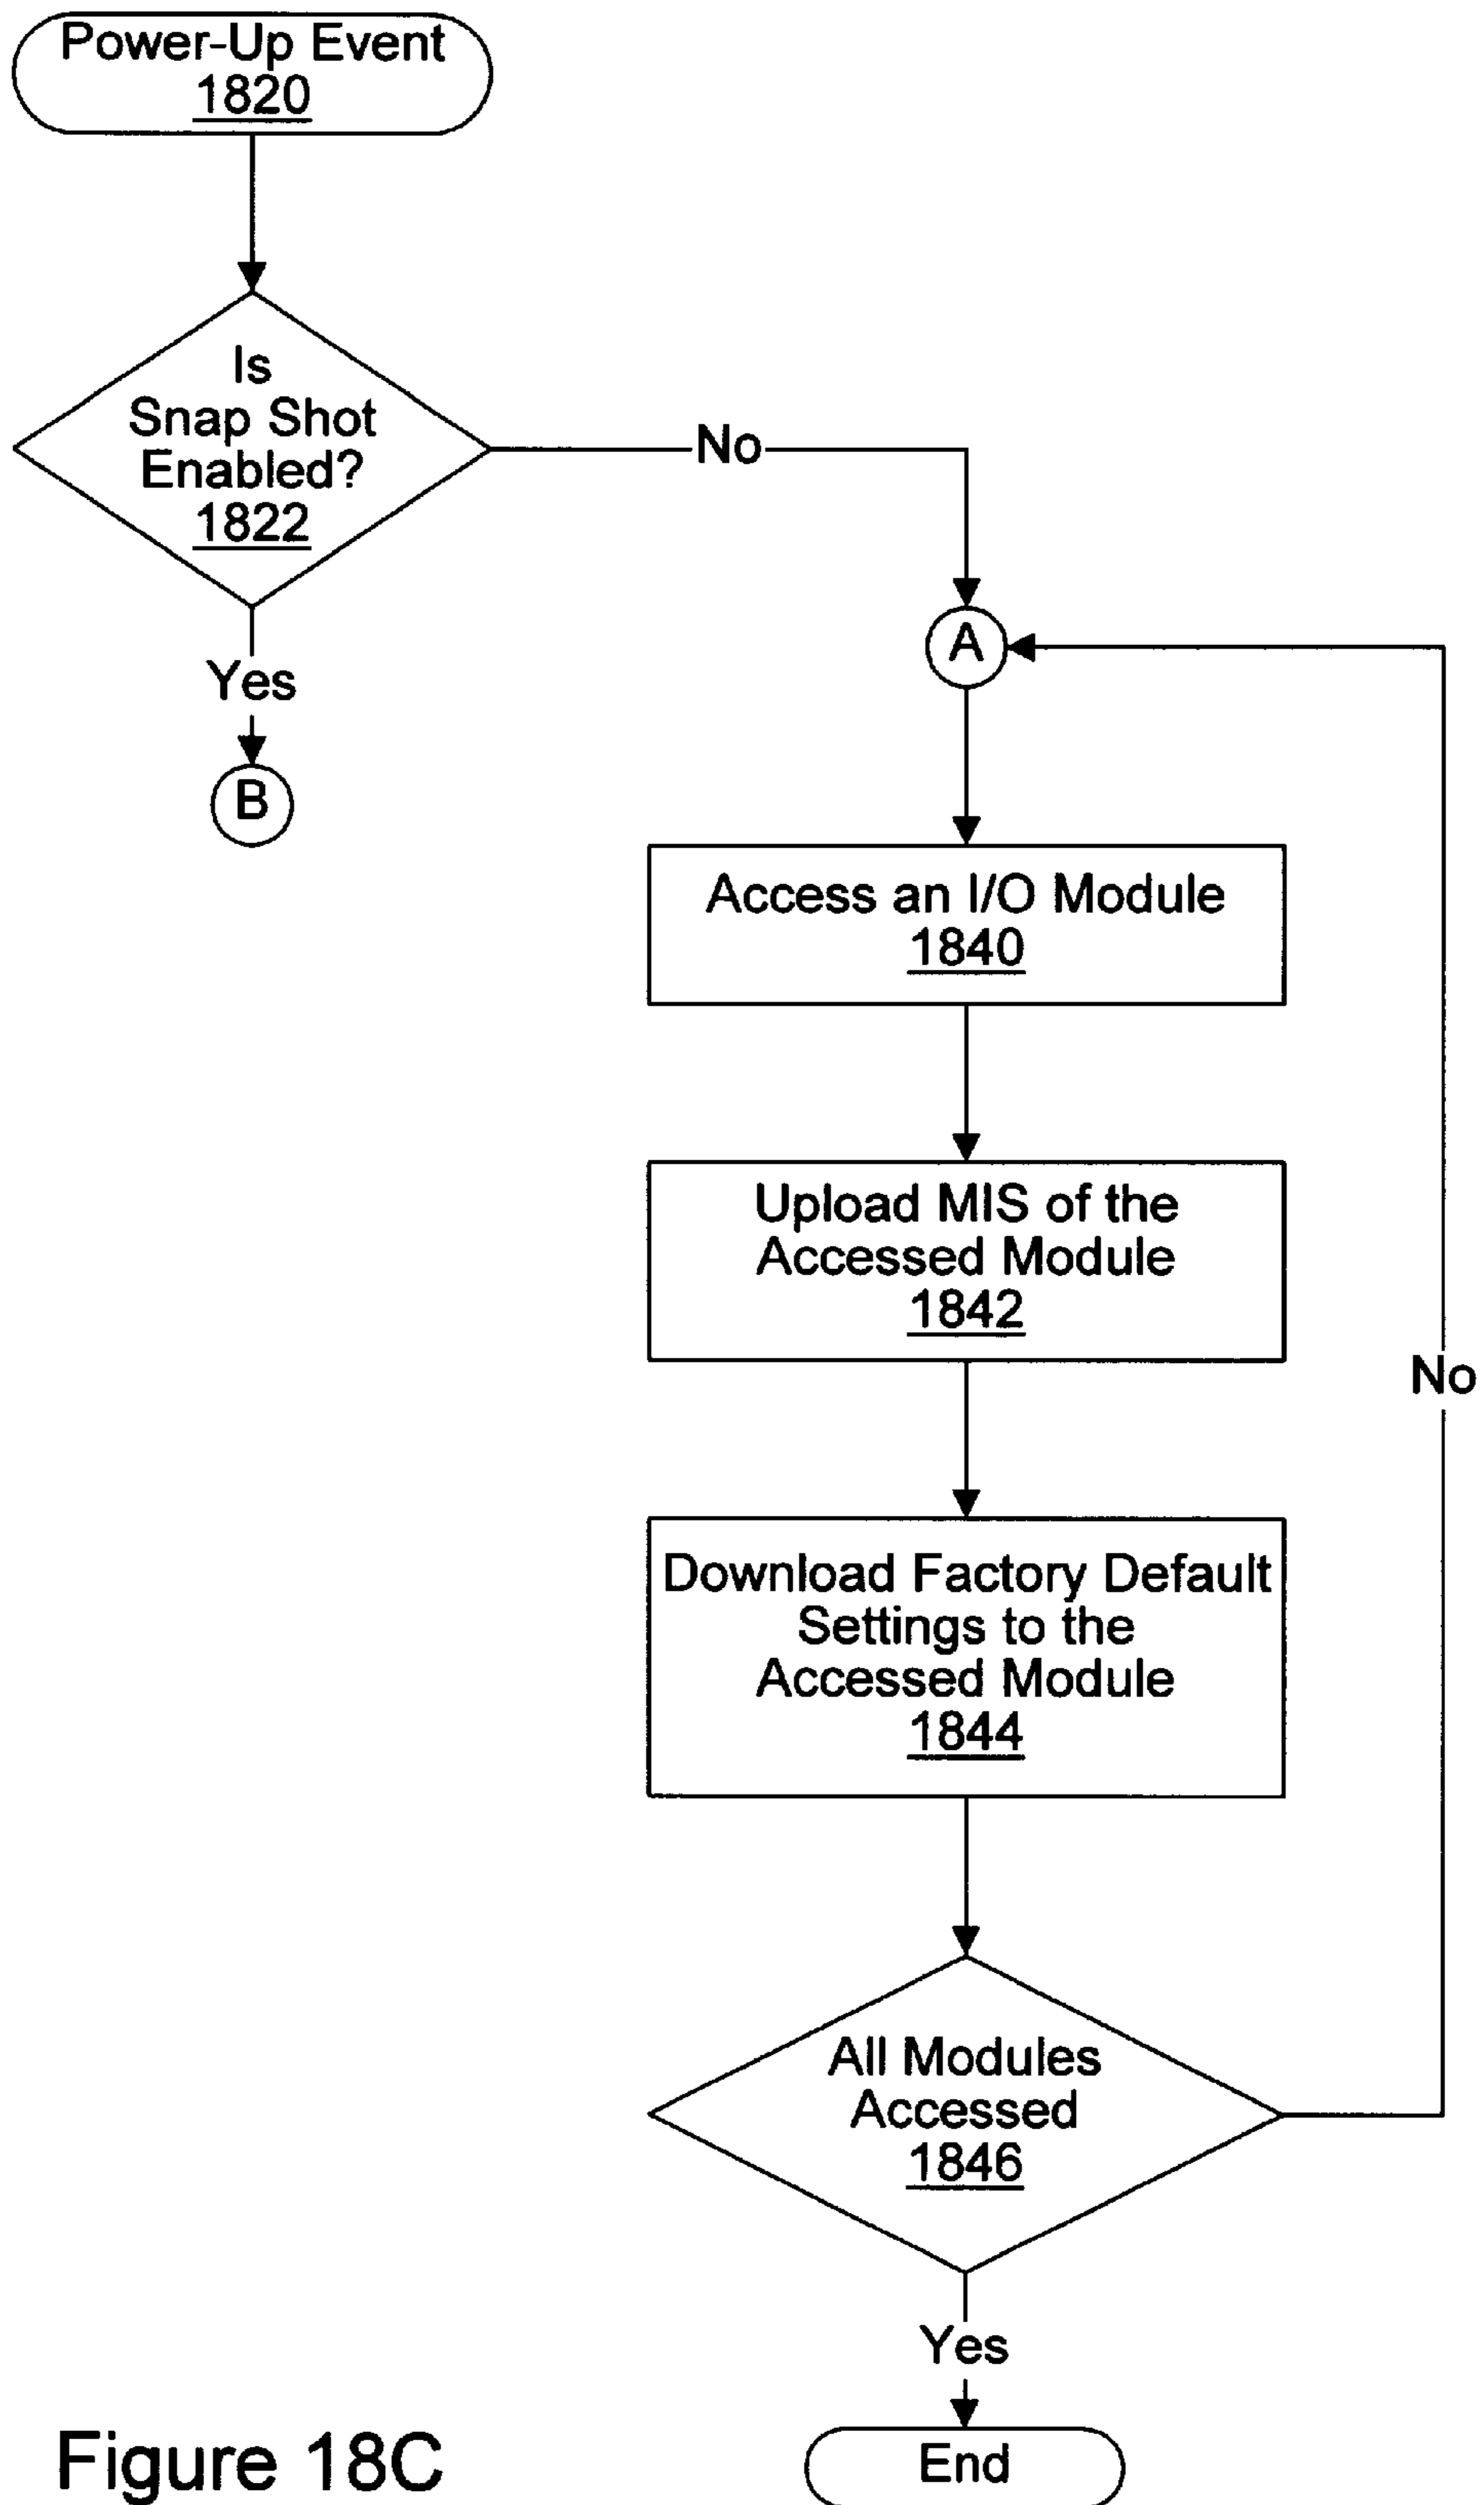 Power-Up Event
1820
Is
Snap Shot
Enabled?
1822
No
Yes
A
B
Access an I/O Module
1840
Upload MIS of the
Accessed Module
1842
No
Download Factory Default
Settings to the
Accessed Module
1844
All Modules
Accessed
1846
Yes
End
Figure 18C